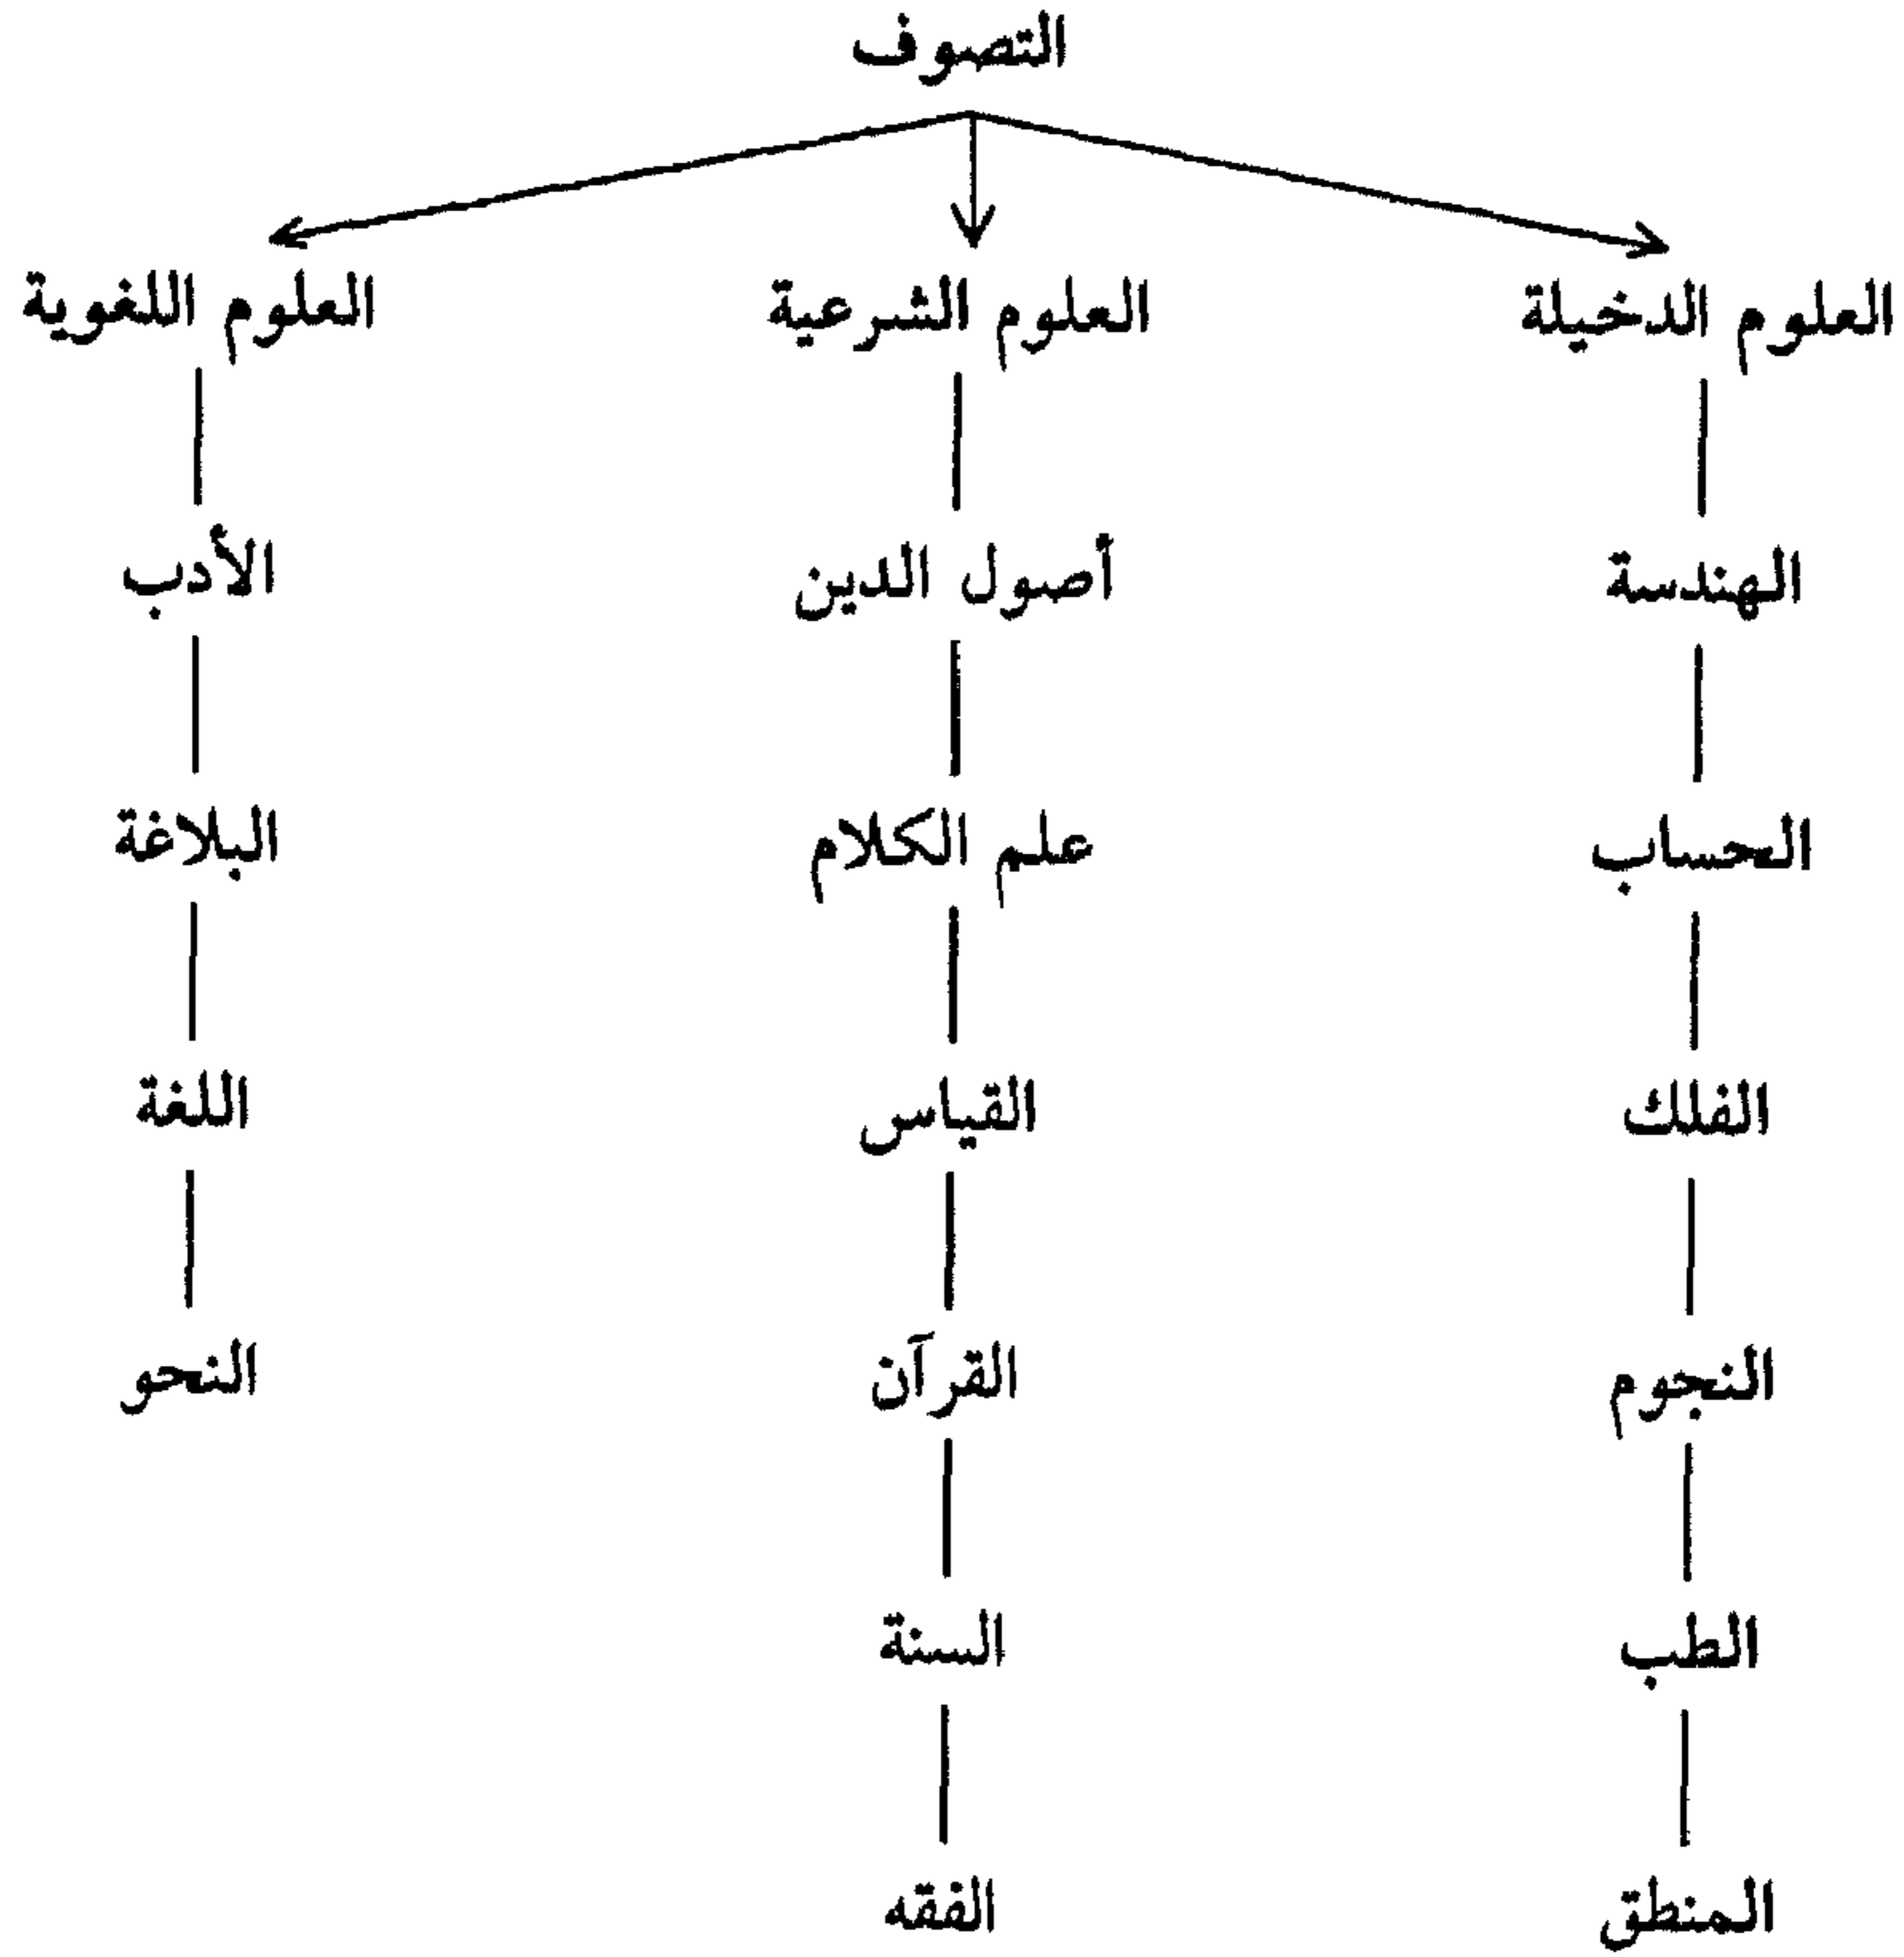 التصوف
العلوم الدخيلة العلوم الشرعية العلوم اللغوية
الهندسة أصول الدين الأدب
الحساب علم الكلام البلاغة
الفلك القياس اللغة
النجوم القرآن النحو
الطب السنة
المنطق الفقه